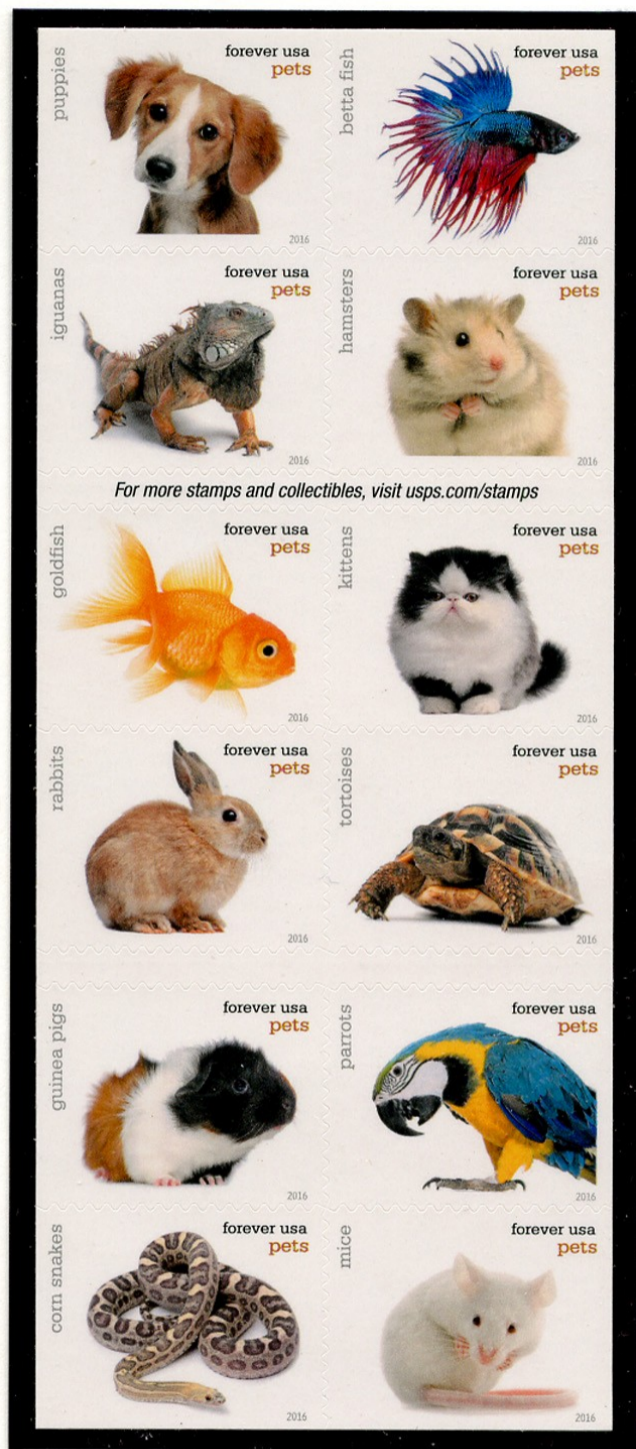 puppies
forever usa
pets
2016
betta fish
forever usa
pets
2016
iguanas
forever usa
pets
2016
hamsters
forever usa
pets
2016
For more stamps and collectibles, visit usps.com/stamps
goldfish
forever usa
pets
2016
kittens
forever usa
pets
2016
rabbits
forever usa
pets
2016
tortoises
forever usa
pets
2016
guinea pigs
forever usa
pets
2016
parrots
forever usa
pets
2016
corn snakes
forever usa
pets
2016
mice
forever usa
pets
2016